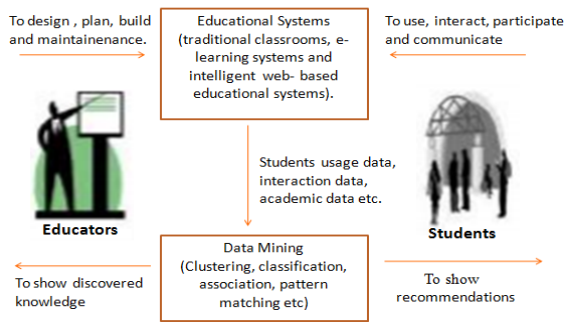 To design , plan, build
and maintainenance.
Educational Systems
(traditional classrooms, e-
learning systems and
intelligent web- based
educational systems).
To use, interact, participate
and communicate
Students usage data,
interaction data,
academic data etc.
Educators
Students
Data Mining
(Clustering, classification,
association, pattern
matching etc)
To show discovered
knowledge
To show
recommendations